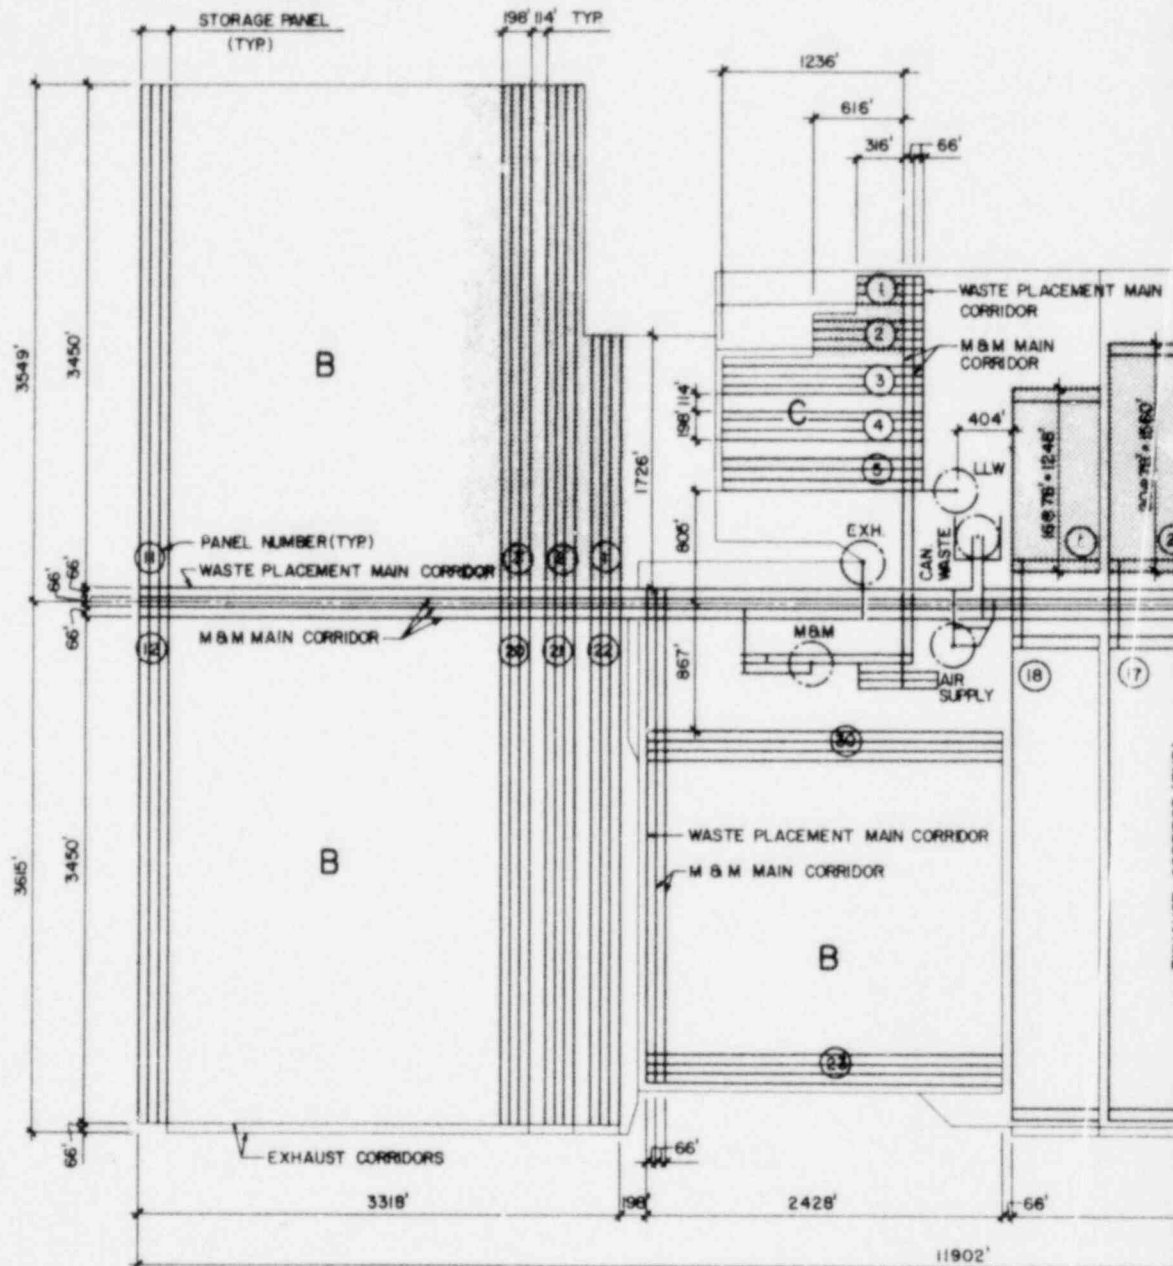 STORAGE PANEL
(TYP.)
198' 114' TYP.
1236'
616'
316'
66'
3549'
3450'
B
1
2
3
4
5
C
198' 114'
WASTE PLACEMENT MAIN
CORRIDOR
M & M MAIN
CORRIDOR
404'
LLW
1726'
805'
EXH.
CAN
WASTE
16@78'=1248'
1
PANEL NUMBER (TYP.)
WASTE PLACEMENT MAIN CORRIDOR
66'
66'
66'
M & M MAIN CORRIDOR
11
12
20
21
22
867'
M&M
AIR
SUPPLY
18
17
30
3615'
3450'
B
WASTE PLACEMENT MAIN CORRIDOR
M & M MAIN CORRIDOR
B
23
66'
EXHAUST CORRIDORS
66'
3318'
198'
2428'
66'
11902'